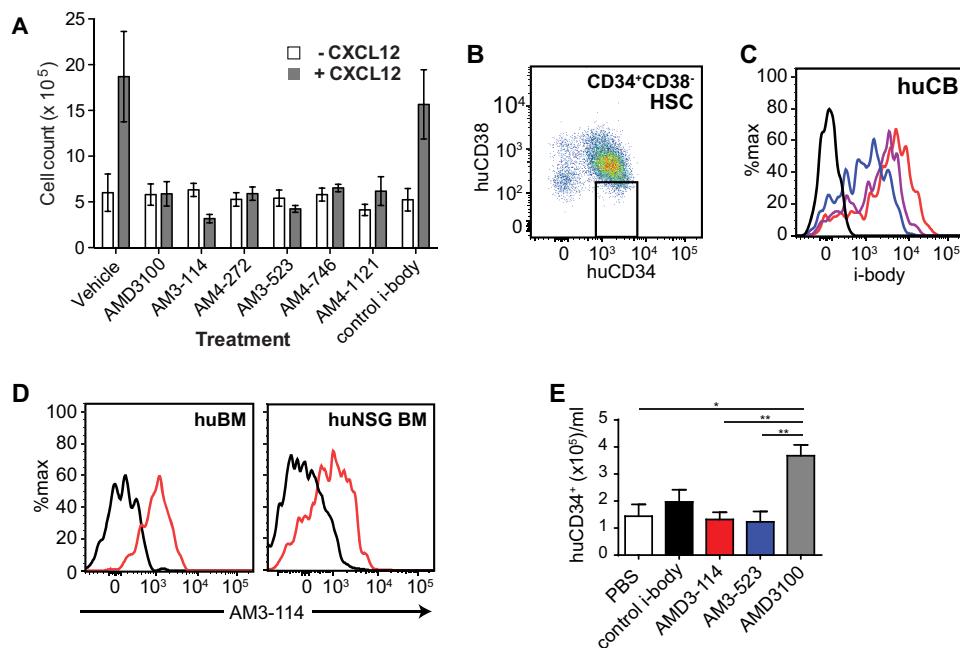 A
Cell count (x 10⁵)
25
20
15
10
5
0
- CXCL12
+ CXCL12
Vehicle
AMD3100
AM3-114
AM4-272
AM3-523
AM4-746
AM4-1121
control i-body
Treatment
B
CD34⁺CD38⁻
HSC
huCD38
10⁴
10³
10²
0
0 10³ 10⁴ 10⁵
huCD34
C
huCB
%max
100
80
60
40
20
0
0 10³ 10⁴ 10⁵
i-body
D
huBM
huNSG BM
%max
100
80
60
40
20
0
0 10³ 10⁴ 10⁵
0 10³ 10⁴ 10⁵
AM3-114
E
huCD34⁺ (x10⁵)/ml
5
4
3
2
1
0
*
**
**
PBS
control i-body
AMD3-114
AM3-523
AMD3100